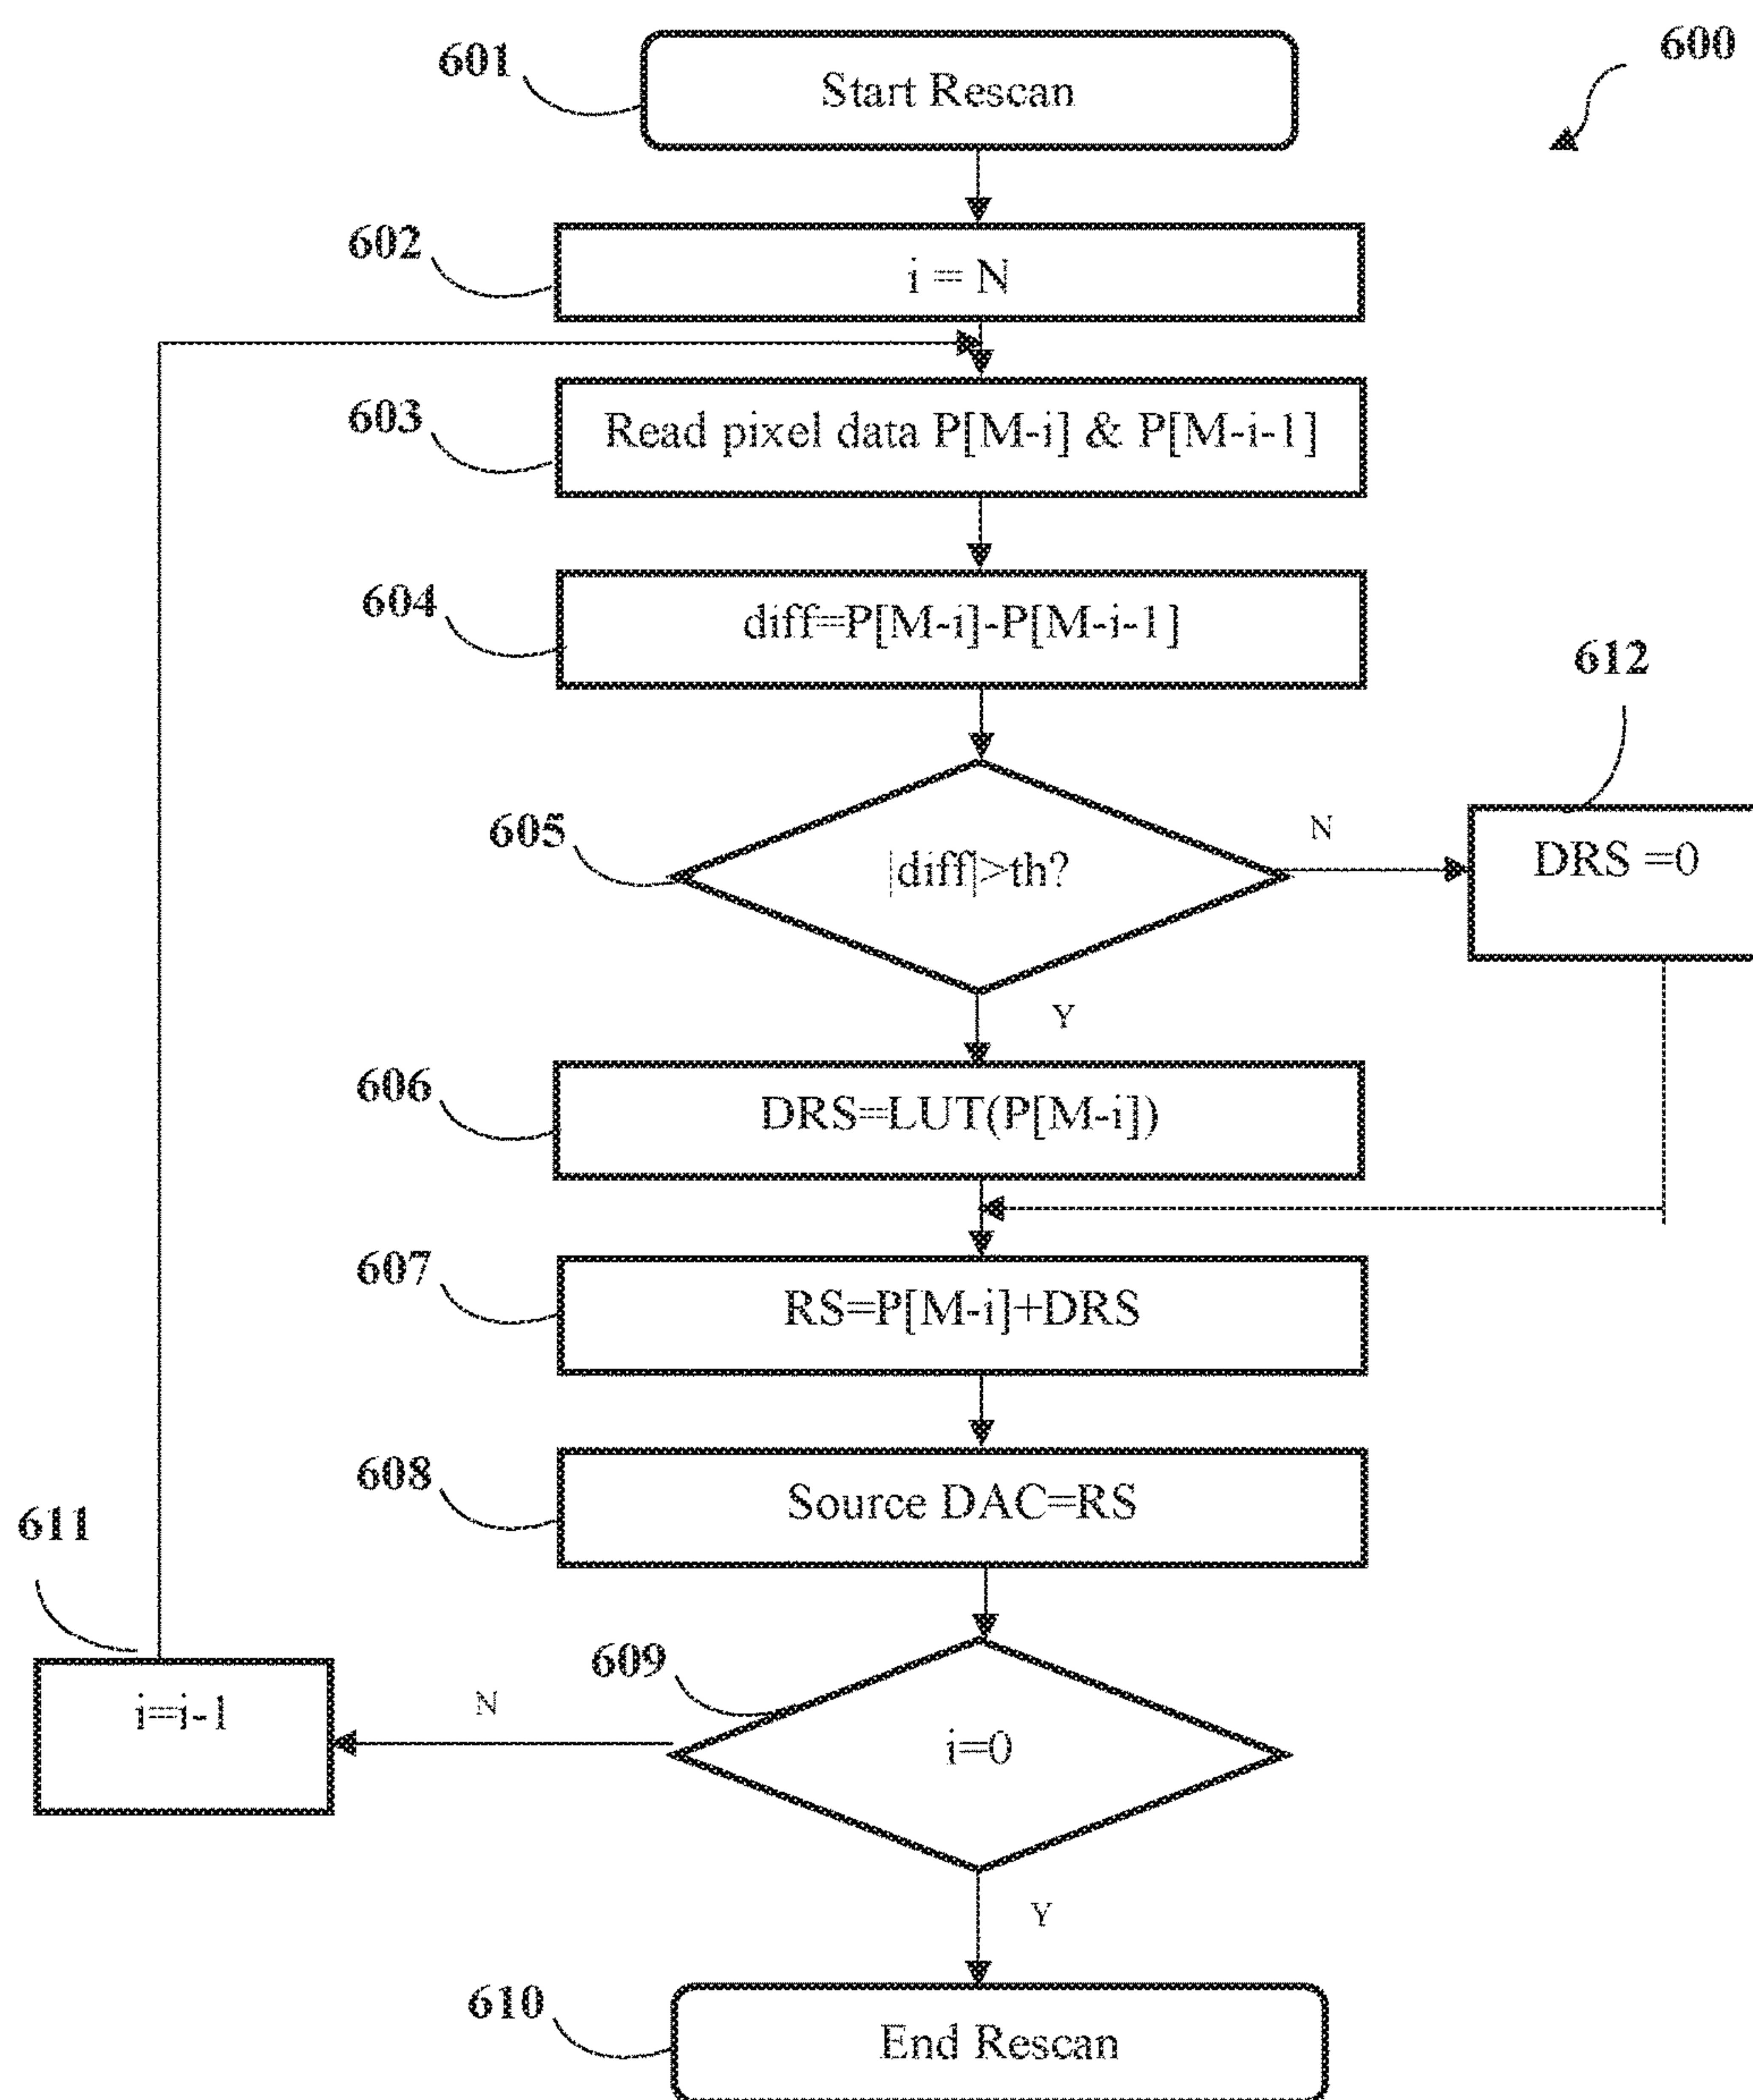 600
601
Start Rescan
602
i = N
603
Read pixel data P[M-i] & P[M-i-1]
604
diff=P[M-i]-P[M-i-1]
612
605
|diff|>th?
N
DRS =0
Y
606
DRS=LUT(P[M-i])
607
RS=P[M-i]+DRS
608
Source DAC=RS
611
609
i=i-1
N
i=0
Y
610
End Rescan